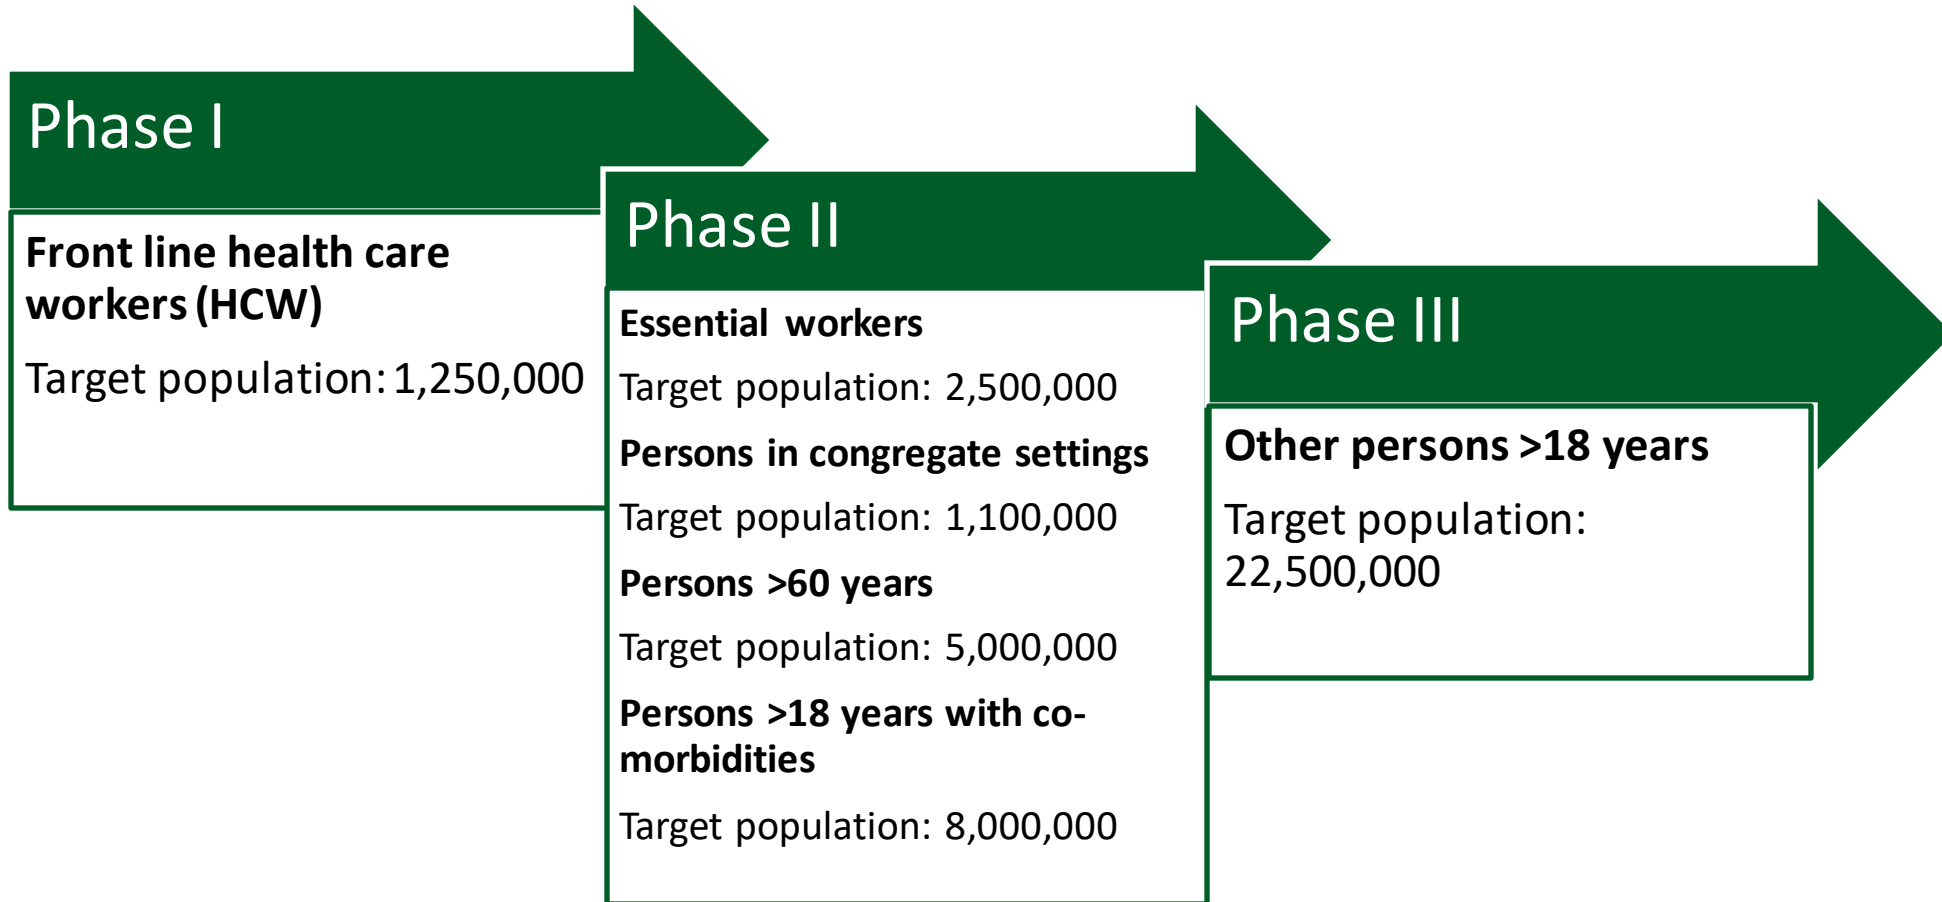 Phase I
Front line health care
workers (HCW)
Target population: 1,250,000
Phase II
Essential workers
Target population: 2,500,000
Persons in congregate settings
Target population: 1,100,000
Persons >60 years
Target population: 5,000,000
Persons >18 years with co-
morbidities
Target population: 8,000,000
Phase III
Other persons >18 years
Target population:
22,500,000